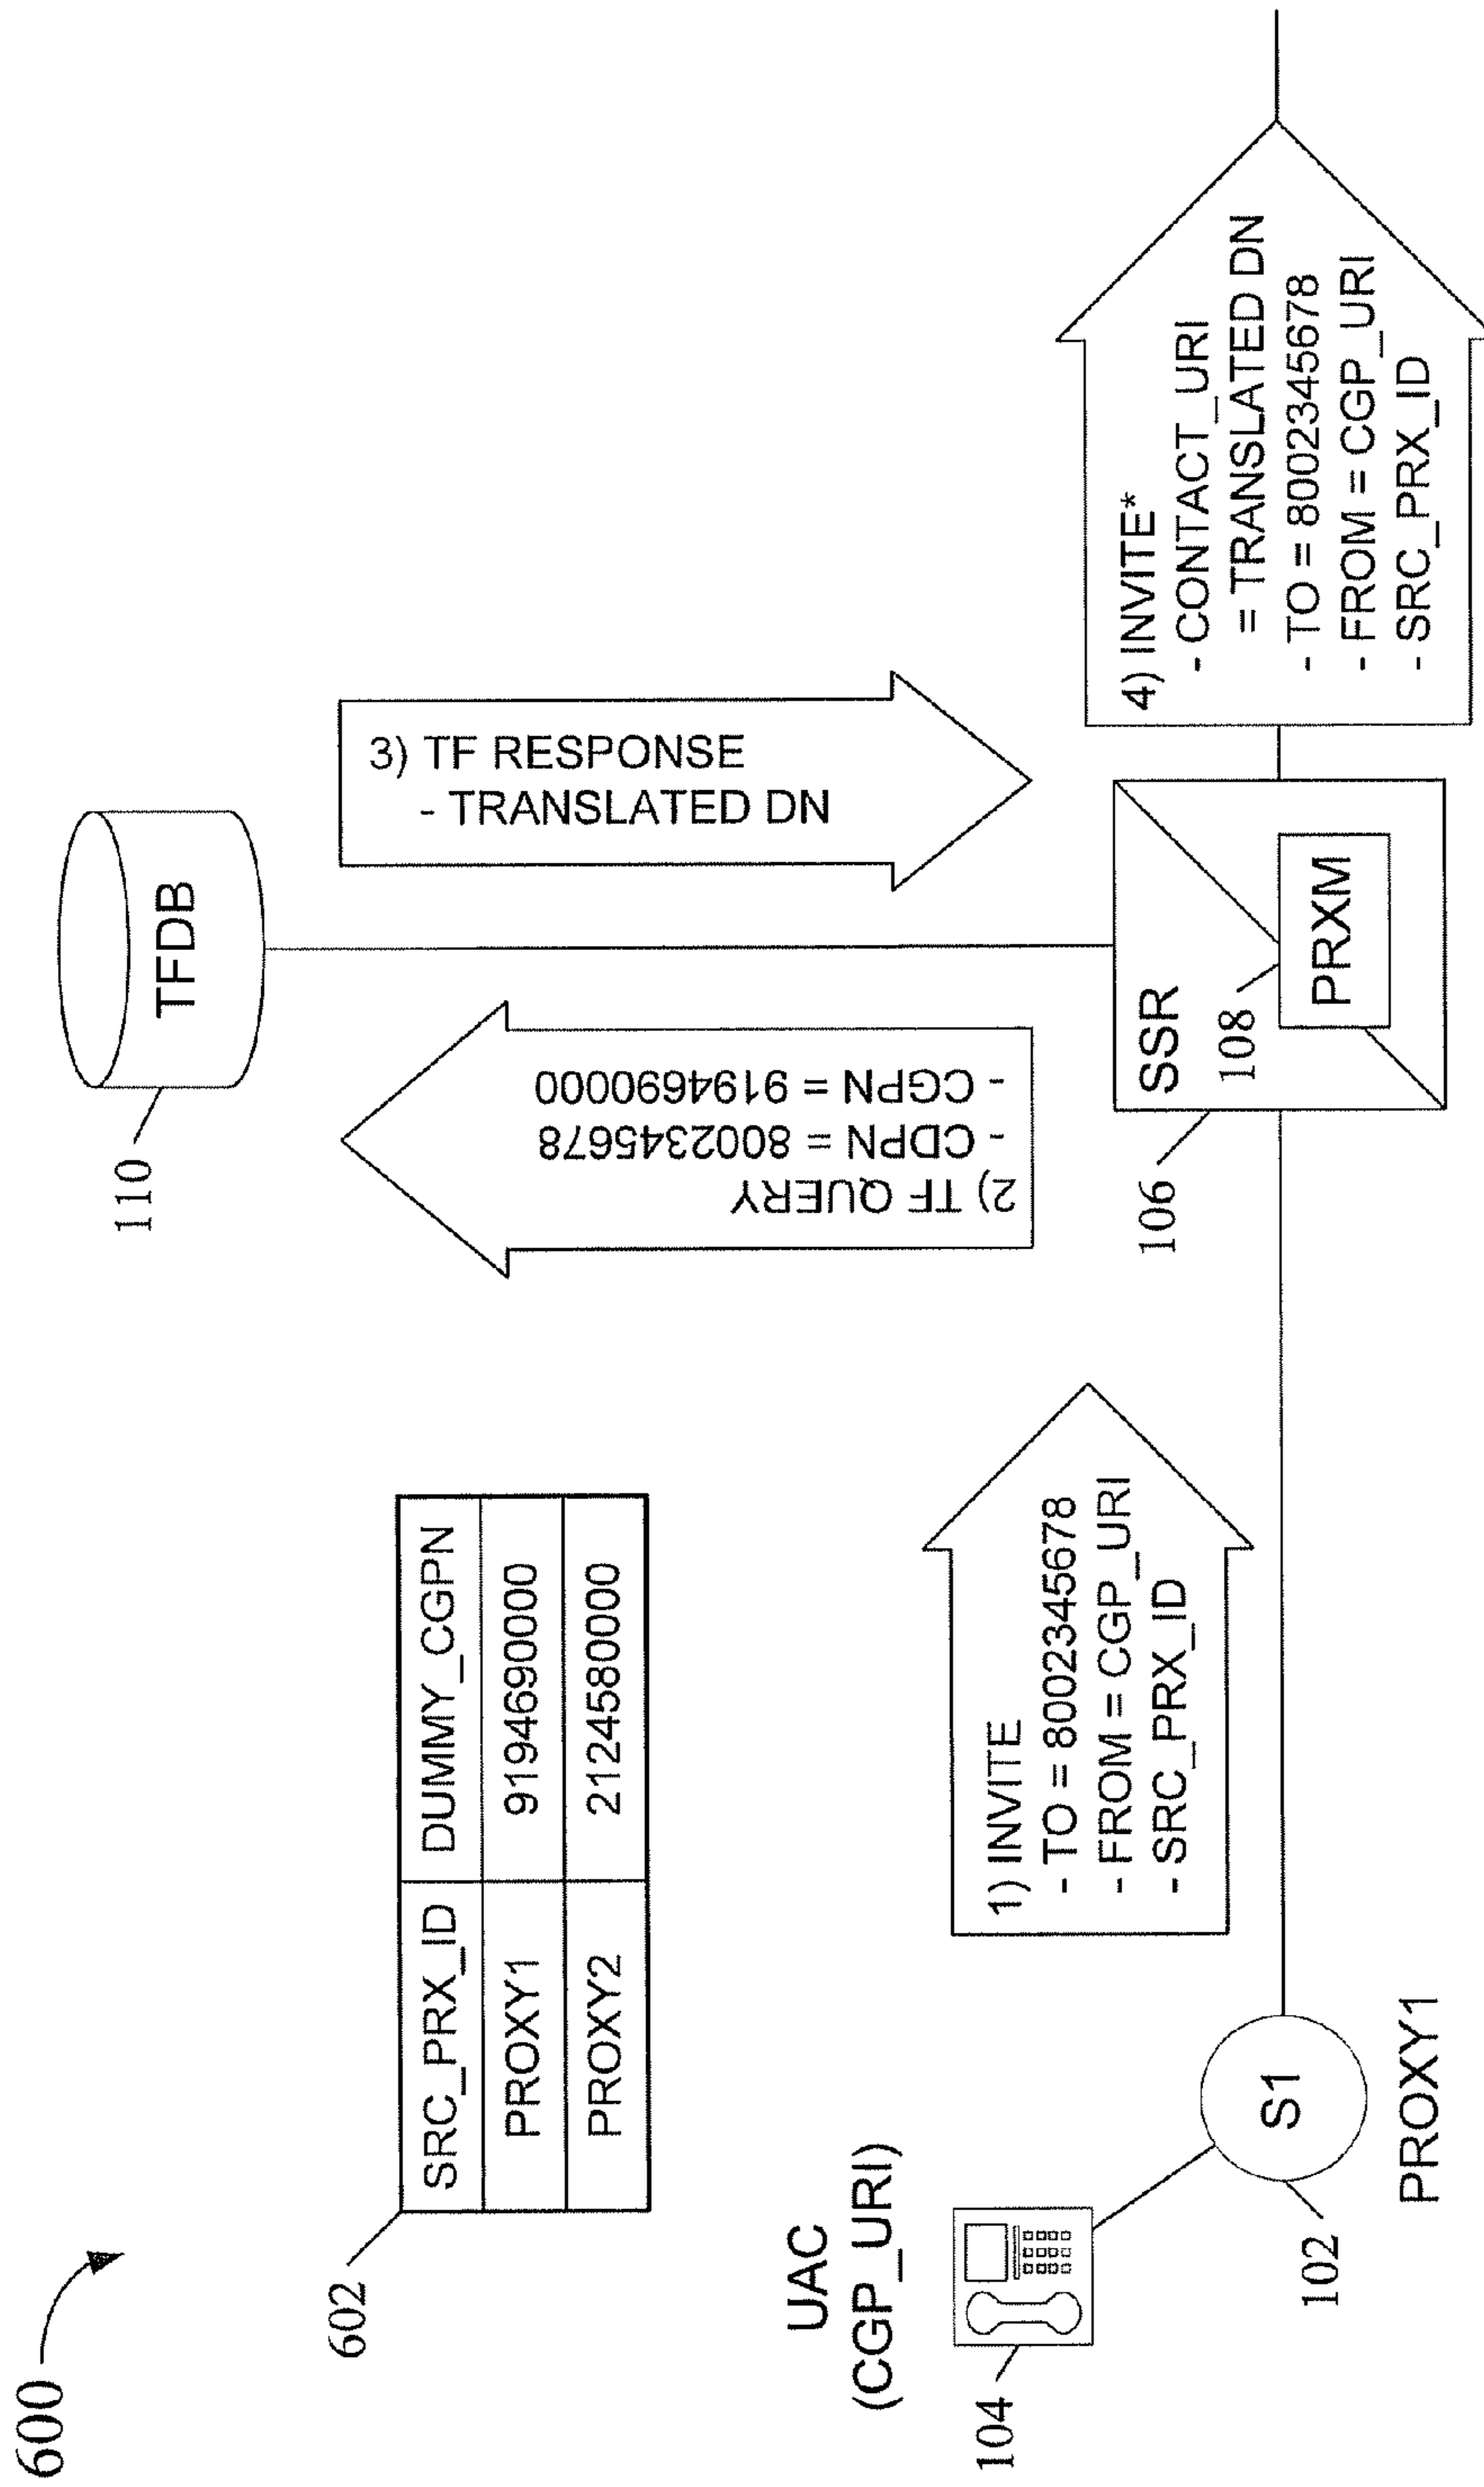 600
602
SRC_PRX_ID DUMMY_CGPN
PROXY1 9194690000
PROXY2 2124580000
110
TFDB
2) TF QUERY
- CDPN = 8002345678
- CGPN = 9194690000
3) TF RESPONSE
- TRANSLATED DN
UAC
(CGP_URI)
104
S1
102
PROXY1
1) INVITE
- TO = 8002345678
- FROM = CGP_URI
- SRC_PRX_ID
SSR
106
108
PRXM
4) INVITE*
- CONTACT_URI
= TRANSLATED DN
- TO = 8002345678
- FROM = CGP_URI
- SRC_PRX_ID